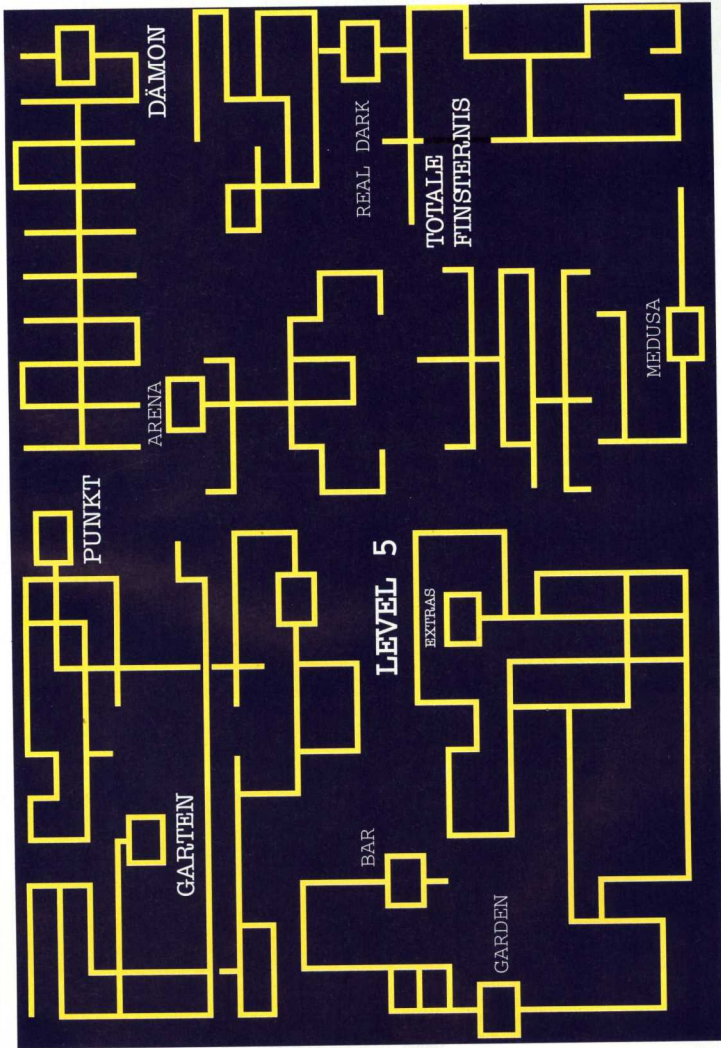 PUNKT
ARENA
DÄMON
GARTEN
BAR
REAL DARK
LEVEL 5
EXTRAS
TOTALE
FINSTERNIS
GARDEN
MEDUSA